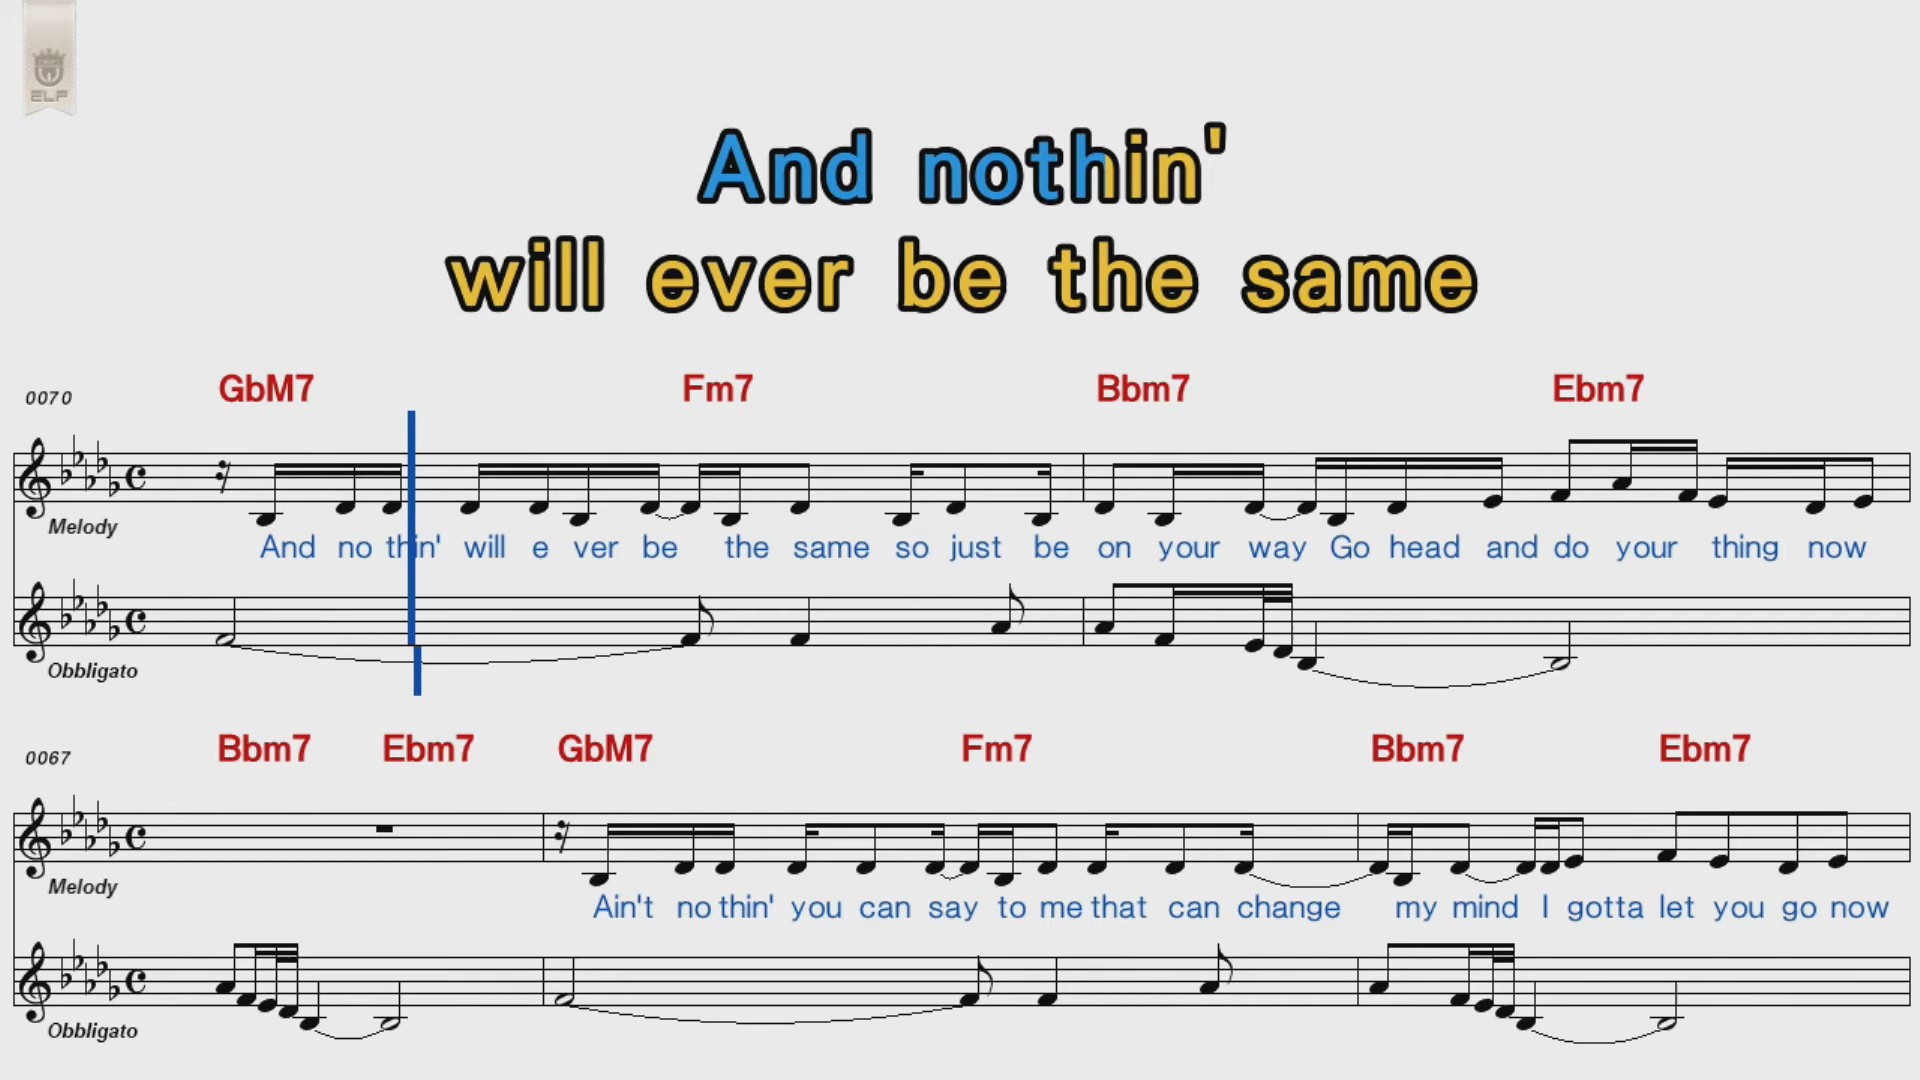 ELF
And nothin'
will ever be the same
GbM7 Fm7 Bbm7 Ebm7
0070
Melody
And no thin' will e ver be the same so just be on your way Go head and do your thing now
Obbligato
Bbm7 Ebm7 GbM7 Fm7 Bbm7 Ebm7
0067
Melody
Ain't no thin' you can say to me that can change my mind I gotta let you go now
Obbligato